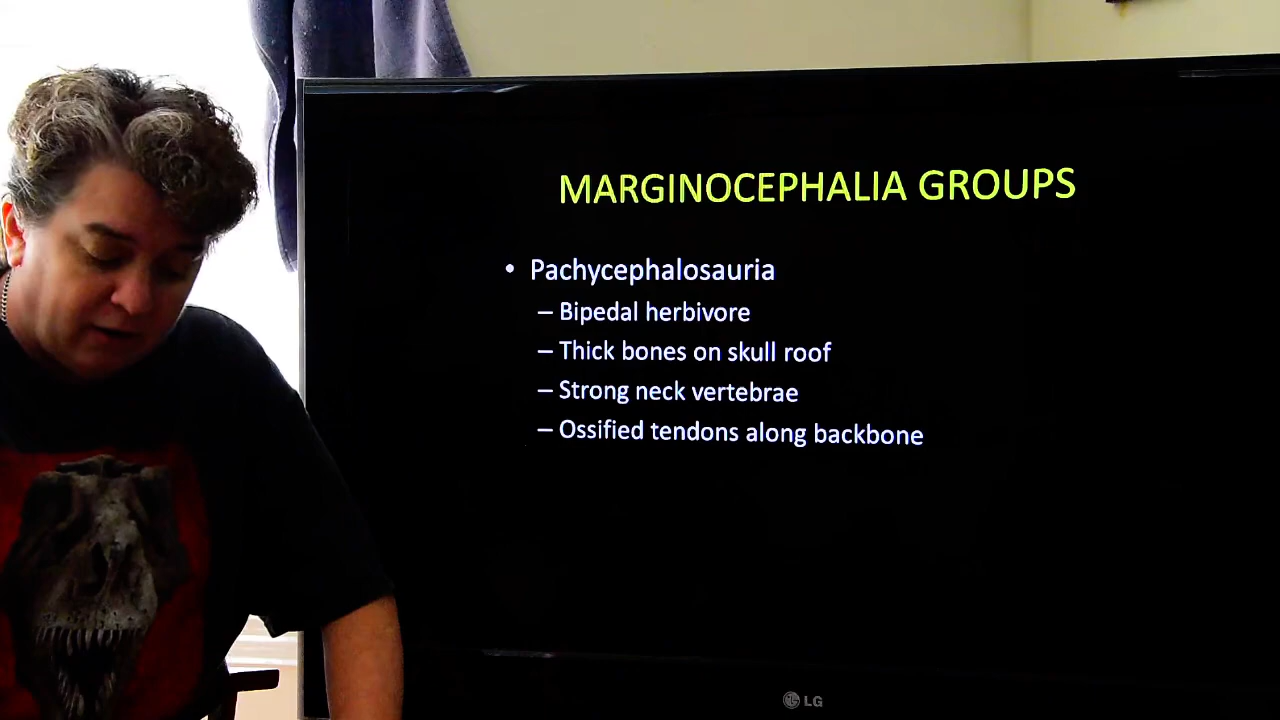 MARGINOCEPHALIA GROUPS
• Pachycephalosauria
– Bipedal herbivore
– Thick bones on skull roof
– Strong neck vertebrae
– Ossified tendons along backbone
LG